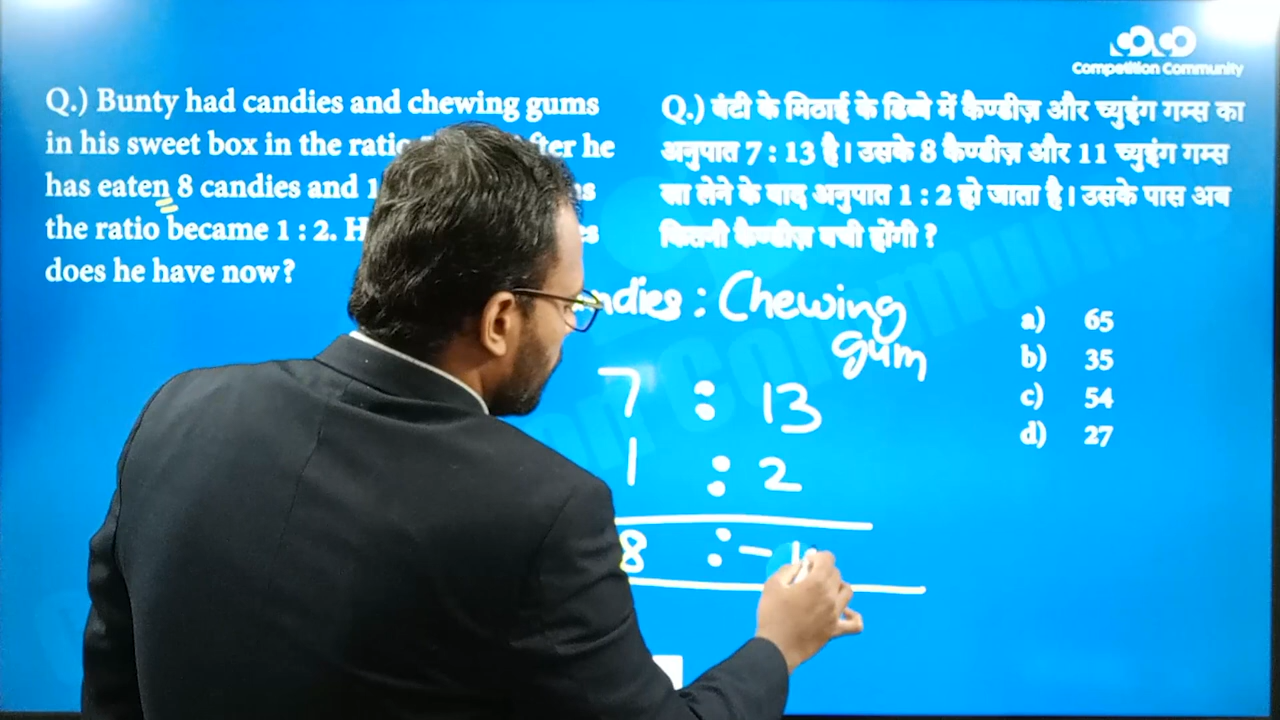 Competition Community
Q.) Bunty had candies and chewing gums
in his sweet box in the ratio
he
has eaten 8 candies and
the ratio became 1 : 2.
does he have now?
Q.) बंटी के मिठाई के डिब्बे में कैण्डीज़ और च्युइंग गम्स का
अनुपात 7 : 13 है। उसके 8 कैण्डीज़ और 11 च्युइंग गम्स
खा लेने के बाद अनुपात 1 : 2 हो जाता है। उसके पास अब
कितनी कैण्डीज़ बची होंगी ?
: Chewing
gum
7 : 13
1 : 2
8 : -
a) 65
b) 35
c) 54
d) 27